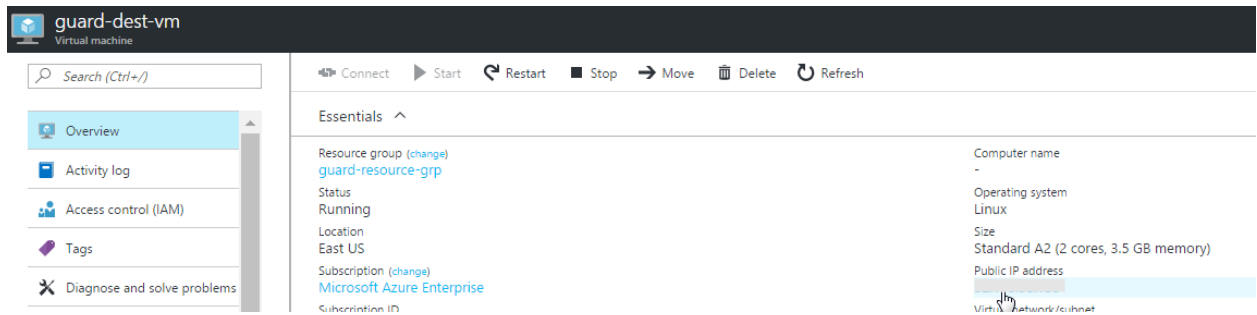 guard-dest-vm
Virtual machine
Search (Ctrl+/)
Overview
Activity log
Access control (IAM)
Tags
Diagnose and solve problems
Connect Start Restart Stop Move Delete Refresh
Essentials
Resource group (change)
guard-resource-grp
Status
Running
Location
East US
Subscription (change)
Microsoft Azure Enterprise
Subscription ID
Computer name
-
Operating system
Linux
Size
Standard A2 (2 cores, 3.5 GB memory)
Public IP address
Virtual network/subnet